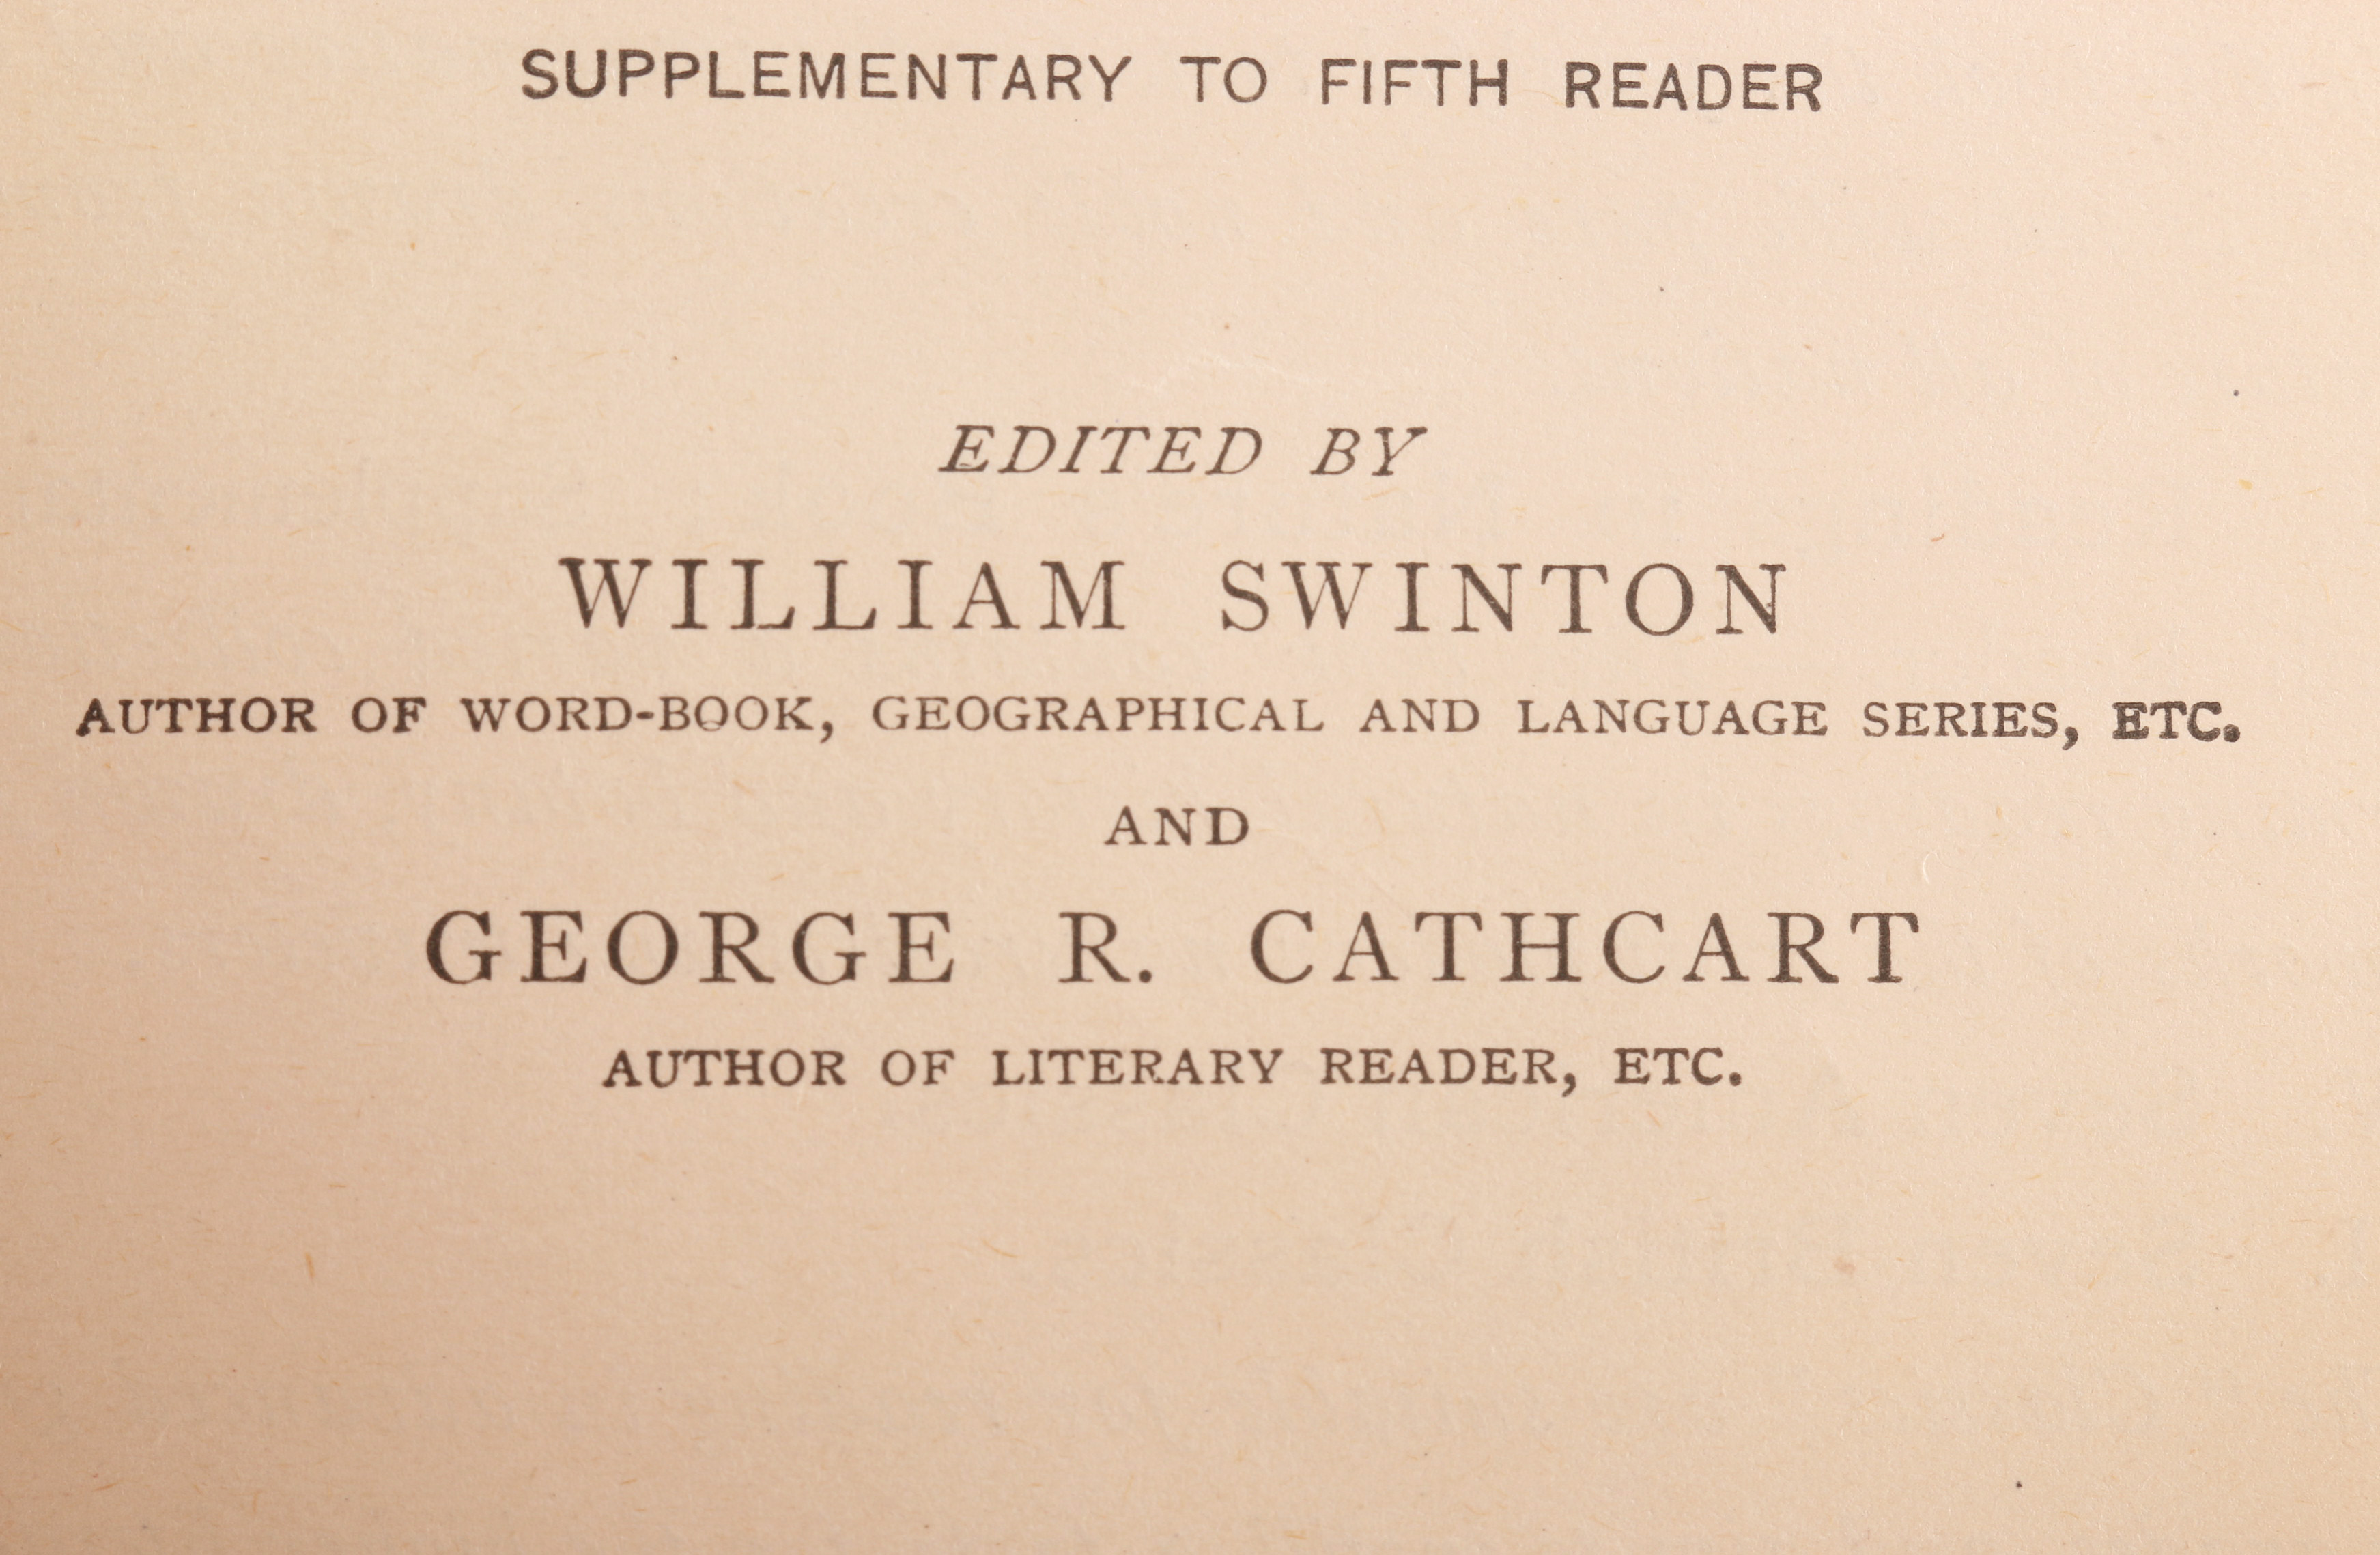 SUPPLEMENTARY TO FIFTH READER
EDITED BY
WILLIAM SWINTON
AUTHOR OF WORD-BOOK, GEOGRAPHICAL AND LANGUAGE SERIES, ETC.
AND
GEORGE R. CATHCART
AUTHOR OF LITERARY READER, ETC.